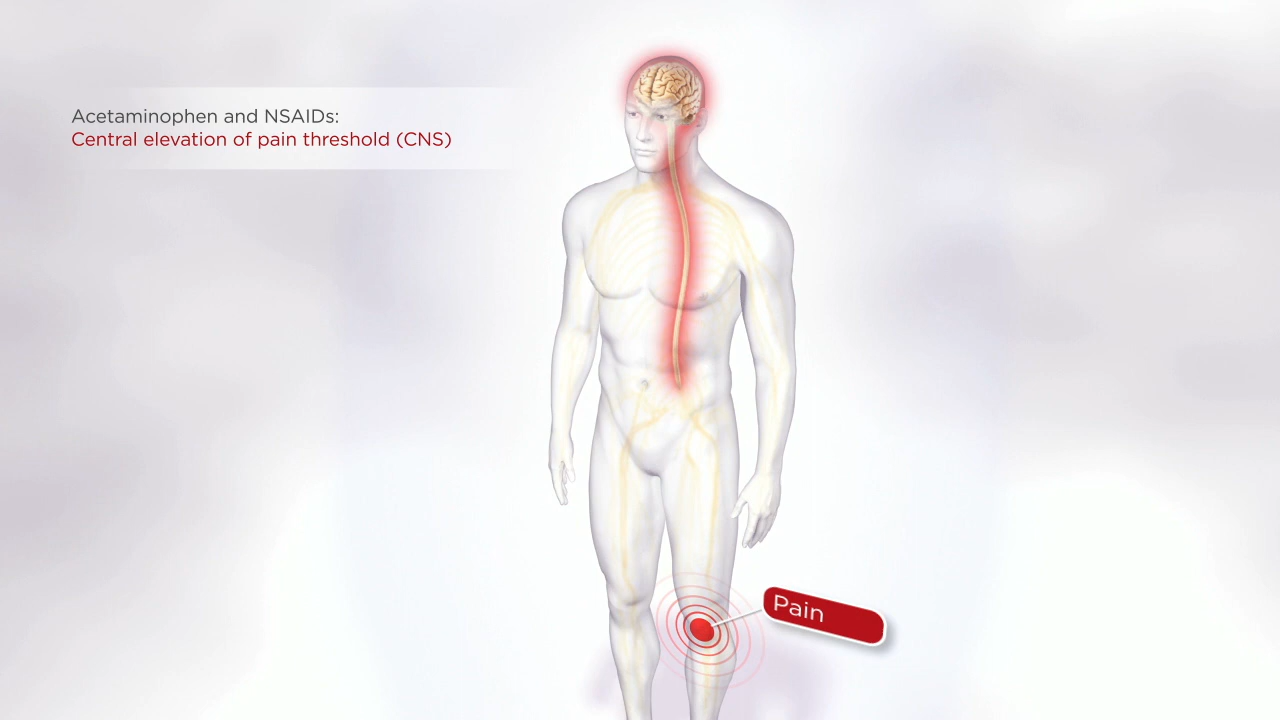 Acetaminophen and NSAIDs:
Central elevation of pain threshold (CNS)
Pain